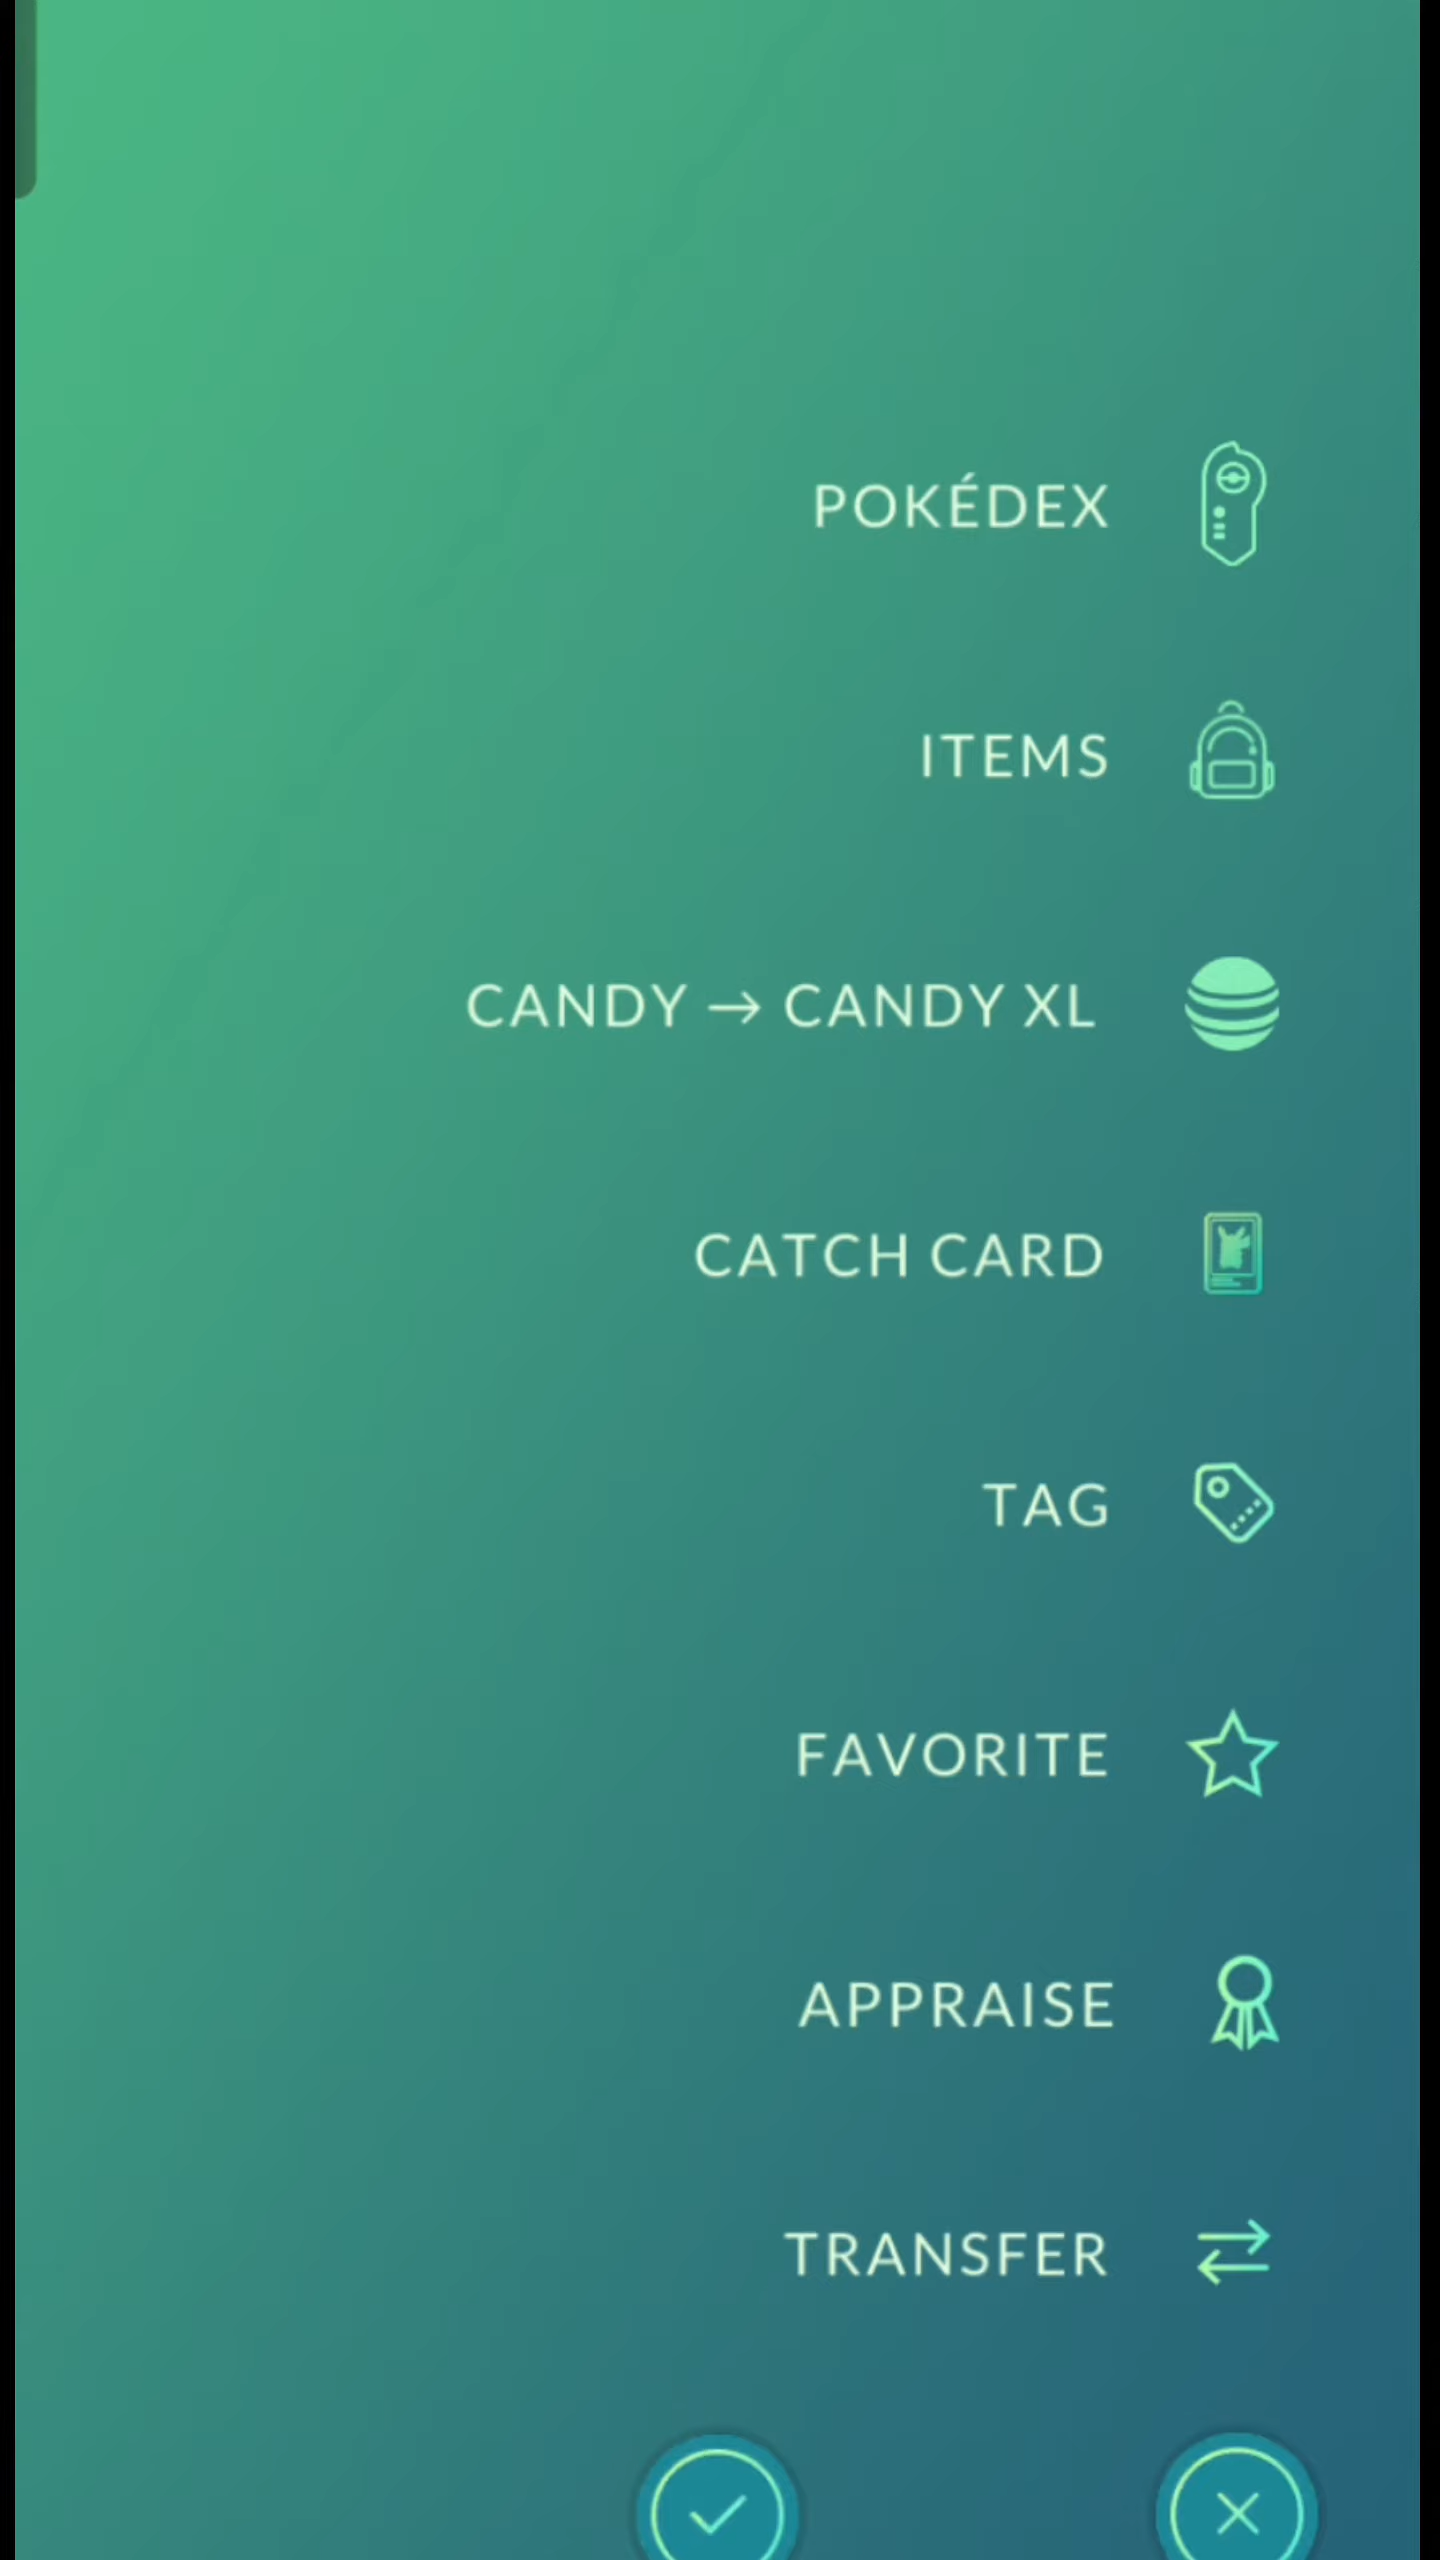 POKÉDEX
ITEMS
CANDY → CANDY XL
CATCH CARD
TAG
FAVORITE
APPRAISE
TRANSFER